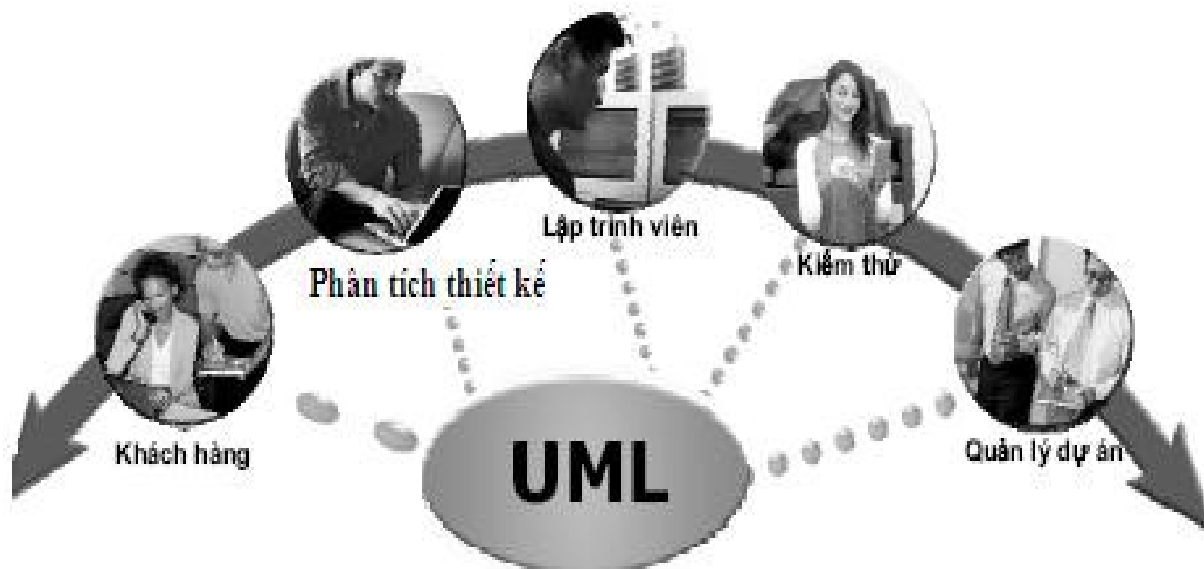 Lập trình viên
Kiểm thử
Phân tích thiết kế
Khách hàng
Quản lý dự án
UML